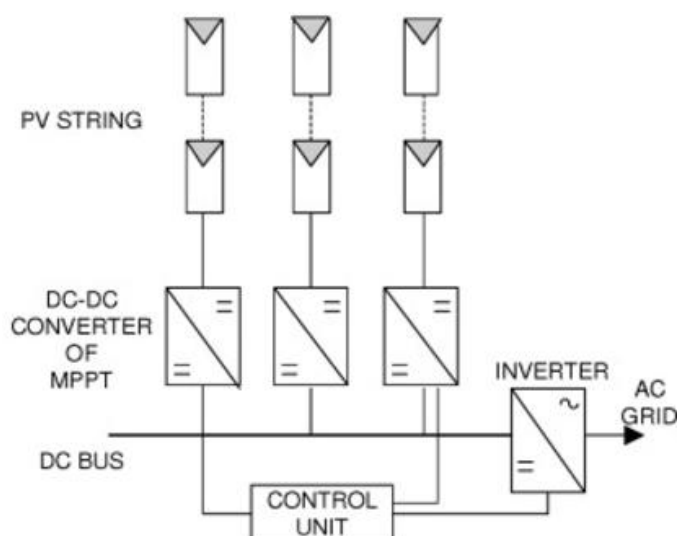 PV STRING
DC-DC
CONVERTER
OF
MPPT
INVERTER
AC
GRID
DC BUS
CONTROL
UNIT